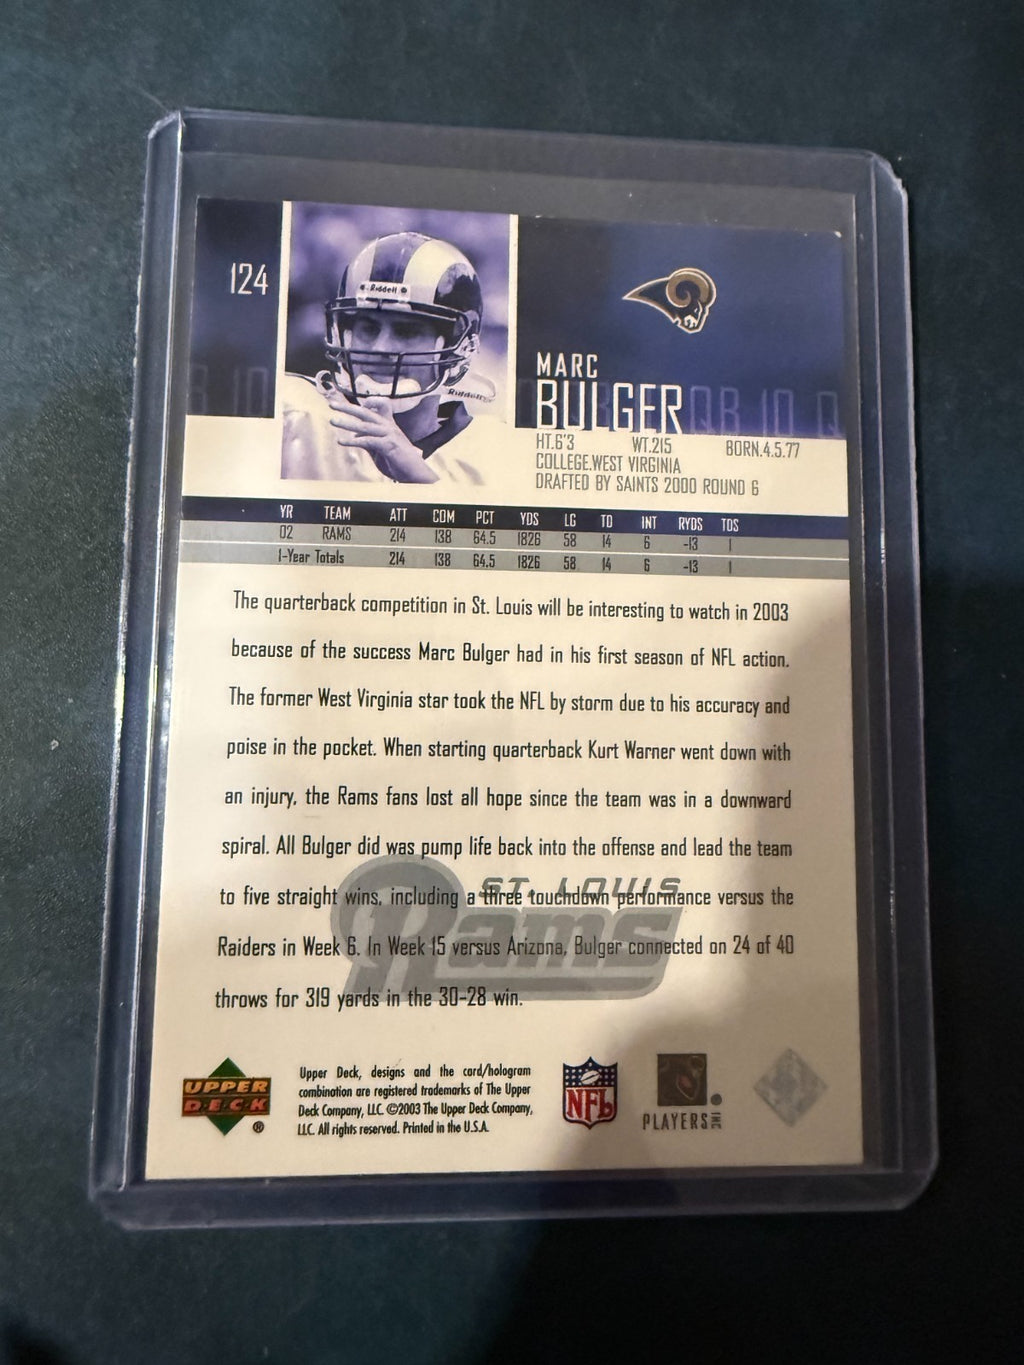 124
Riddell
Riddell
MARC
BULGER
QB 10 Q
B 10
HT.6'3 WT.215 BORN.4.5.77
COLLEGE.WEST VIRGINIA
DRAFTED BY SAINTS 2000 ROUND 6
YR TEAM ATT COM PCT YDS LG TD INT RYDS TDS
02 RAMS 214 138 64.5 1826 58 14 6 -13 1
1-Year Totals 214 138 64.5 1826 58 14 6 -13 1
The quarterback competition in St. Louis will be interesting to watch in 2003
because of the success Marc Bulger had in his first season of NFL action.
The former West Virginia star took the NFL by storm due to his accuracy and
poise in the pocket. When starting quarterback Kurt Warner went down with
an injury, the Rams fans lost all hope since the team was in a downward
spiral. All Bulger did was pump life back into the offense and lead the team
to five straight wins, including a three touchdown performance versus the
Raiders in Week 6. In Week 15 versus Arizona, Bulger connected on 24 of 40
throws for 319 yards in the 30-28 win.
ST. LOUIS
Rams
UPPER
DECK
®
Upper Deck, designs and the card/hologram
combination are registered trademarks of The Upper
Deck Company, LLC. ©2003 The Upper Deck Company,
LLC. All rights reserved. Printed in the U.S.A.
NFL
PLAYERS INC